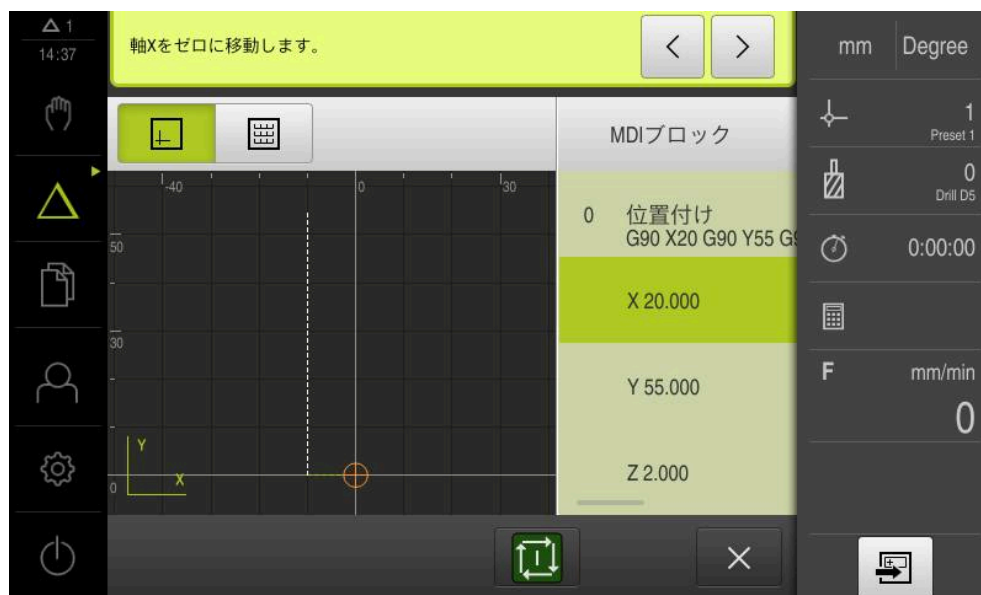 1
14:37
軸Xをゼロに移動します。
mm Degree
1
Preset 1
0
Drill D5
0:00:00
F mm/min
0
MDIブロック
-40 0 30
50
30
0
Y
X
0 位置付け
G90 X20 G90 Y55 G9
X 20.000
Y 55.000
Z 2.000